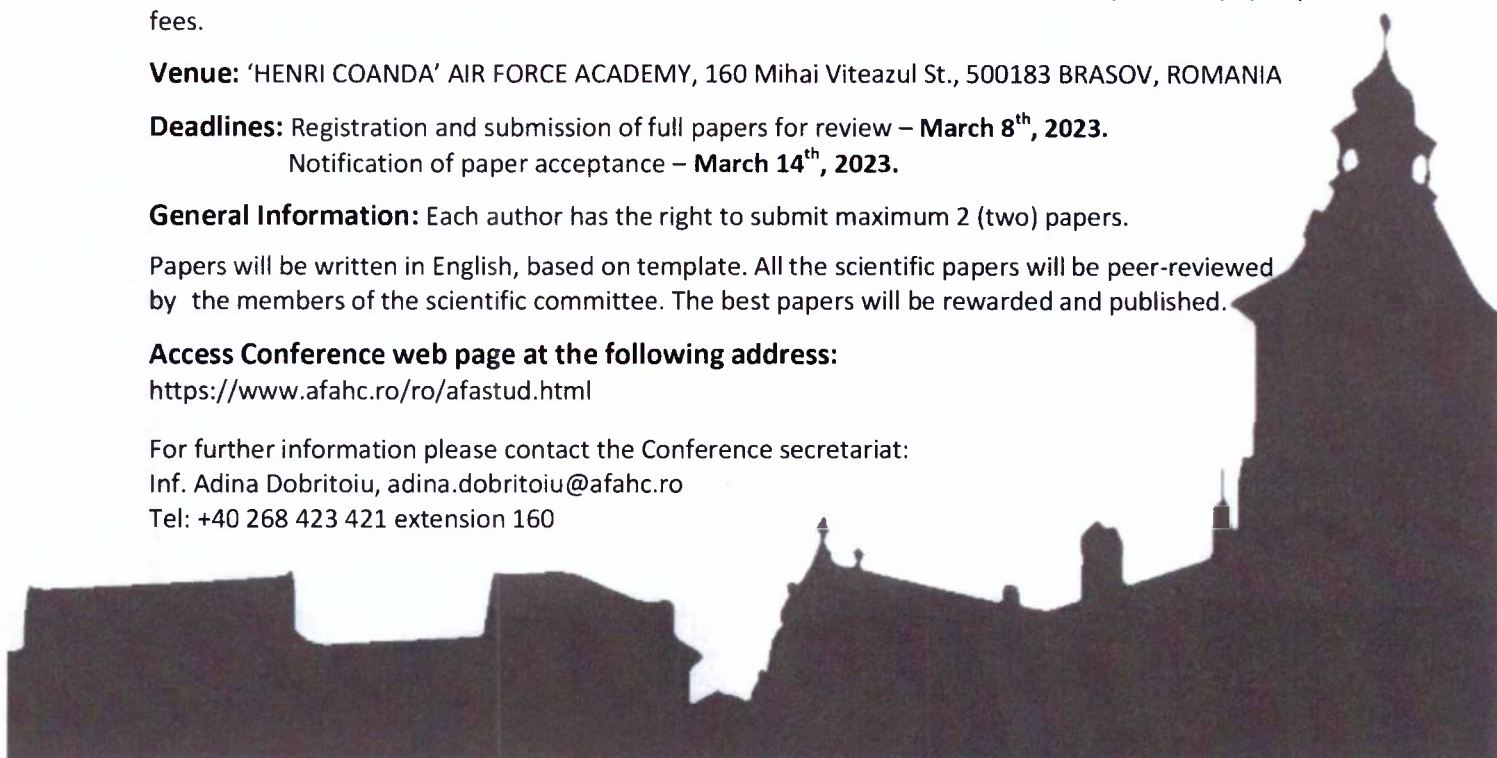 fees.
Venue: ‘HENRI COANDA’ AIR FORCE ACADEMY, 160 Mihai Viteazul St., 500183 BRASOV, ROMANIA
Deadlines: Registration and submission of full papers for review – March 8th, 2023.
Notification of paper acceptance – March 14th, 2023.
General Information: Each author has the right to submit maximum 2 (two) papers.
Papers will be written in English, based on template. All the scientific papers will be peer-reviewed
by the members of the scientific committee. The best papers will be rewarded and published.
Access Conference web page at the following address:
https://www.afahc.ro/ro/afastud.html
For further information please contact the Conference secretariat:
Inf. Adina Dobritoiu, adina.dobritoiu@afahc.ro
Tel: +40 268 423 421 extension 160